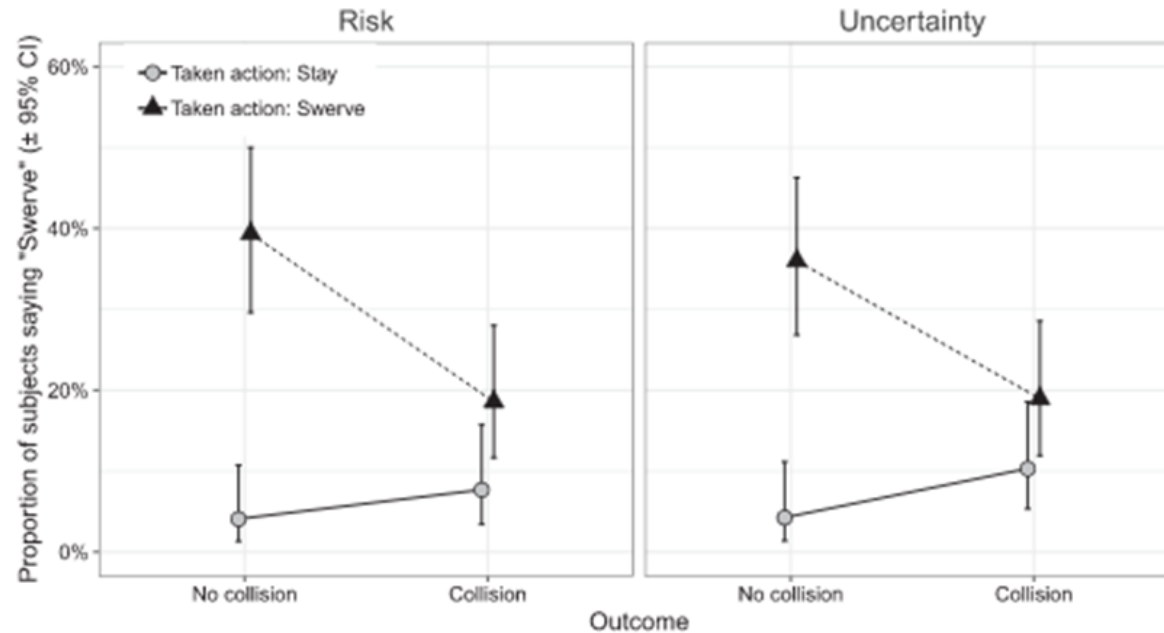 Risk
Uncertainty
Proportion of subjects saying "Swerve" (± 95% CI)
60%
40%
20%
0%
Taken action: Stay
Taken action: Swerve
No collision
Collision
No collision
Collision
Outcome